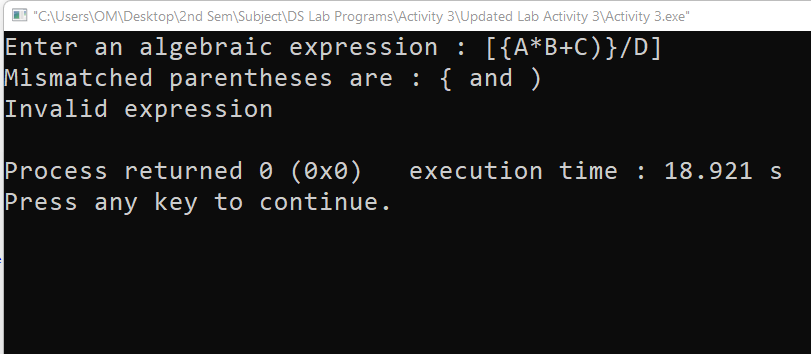 "C:\Users\OM\Desktop\2nd Sem\Subject\DS Lab Programs\Activity 3\Updated Lab Activity 3\Activity 3.exe"
Enter an algebraic expression : [{A*B+C)}/D]
Mismatched parentheses are : { and )
Invalid expression
Process returned 0 (0x0)   execution time : 18.921 s
Press any key to continue.